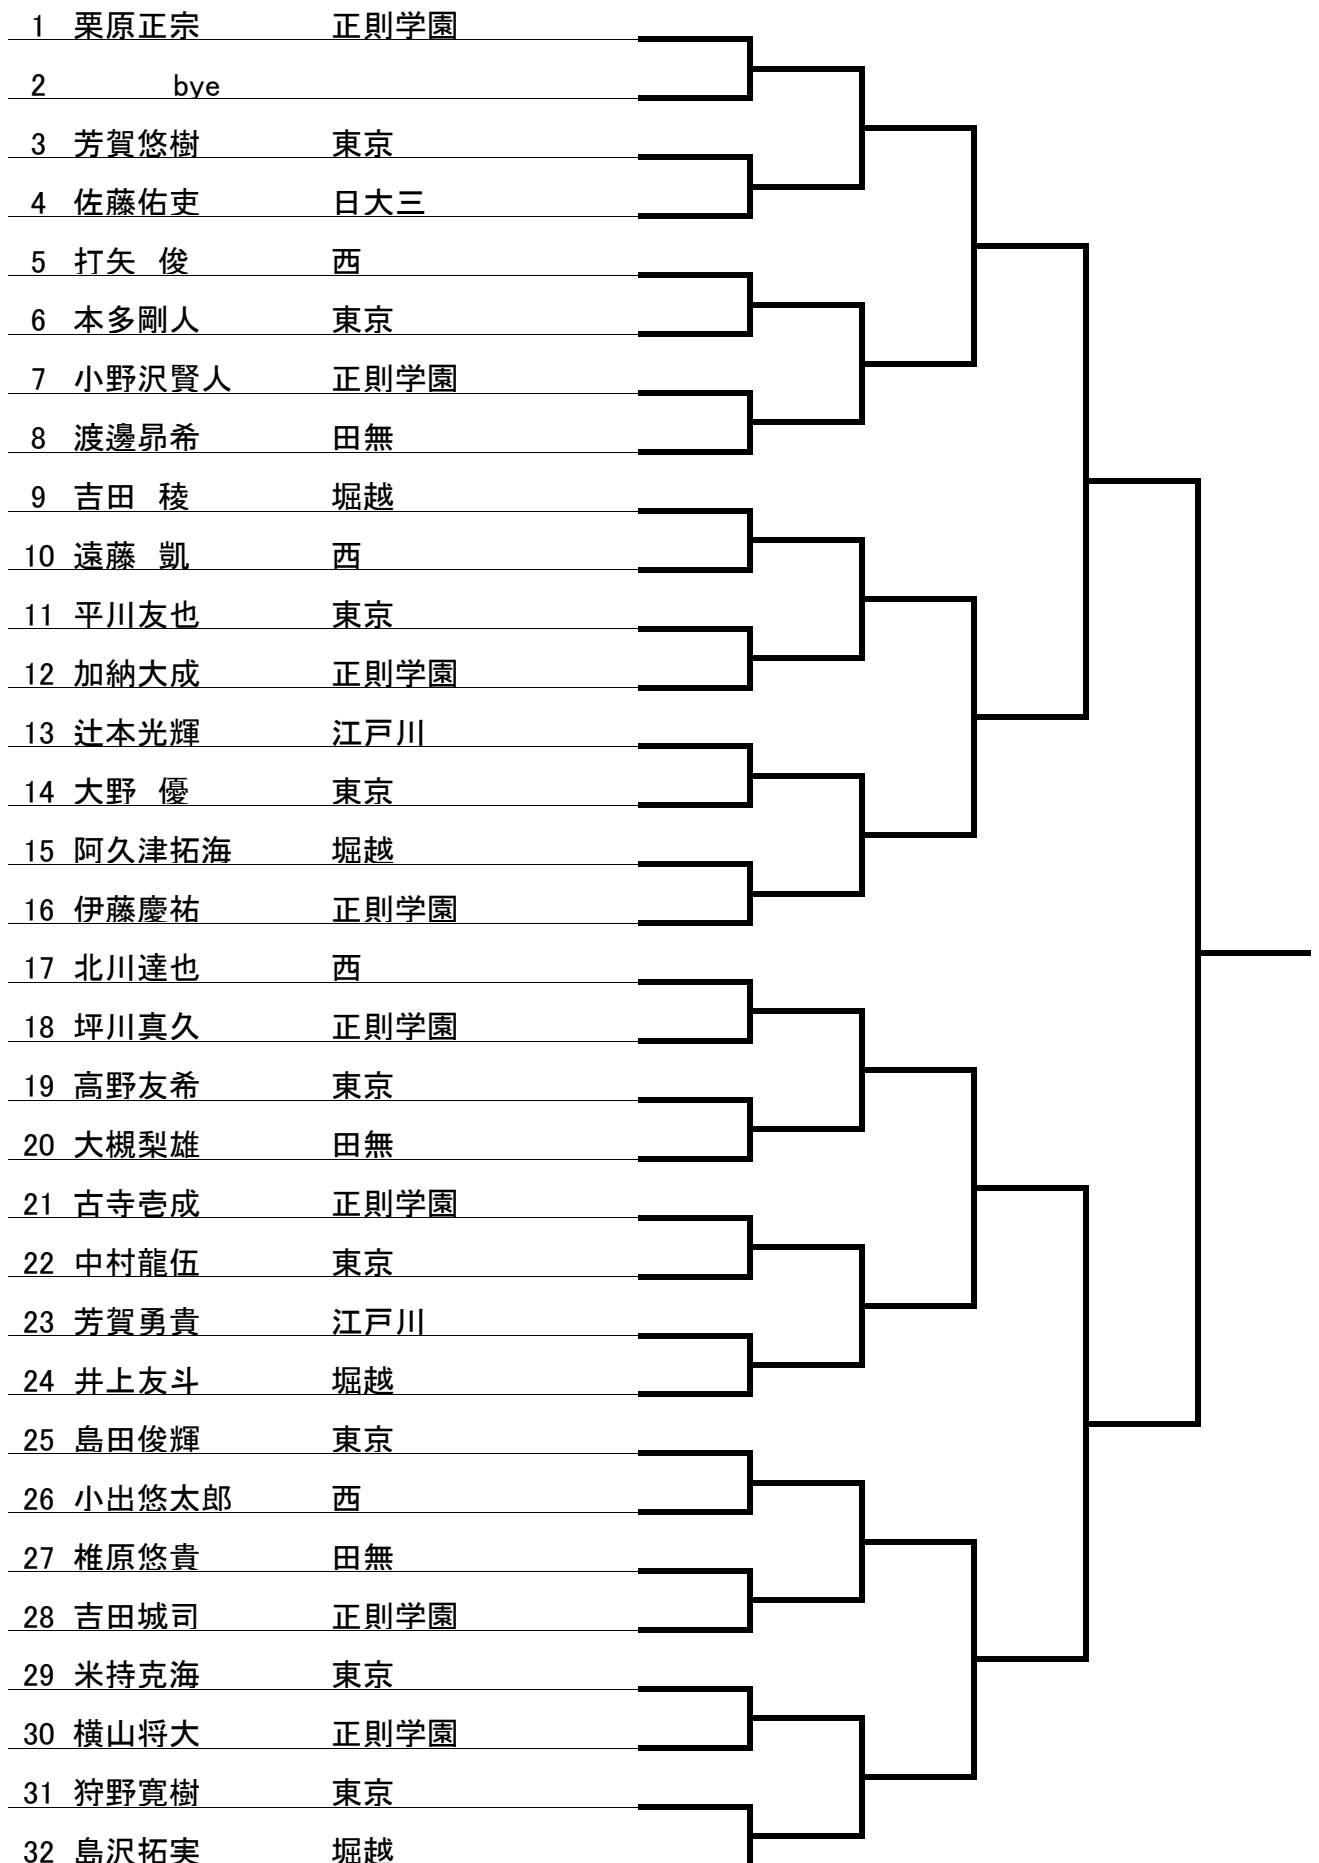 1 栗原正宗 正則学園
2 bye
3 芳賀悠樹 東京
4 佐藤佑吏 日大三
5 打矢 俊 西
6 本多剛人 東京
7 小野沢賢人 正則学園
8 渡邊昴希 田無
9 吉田 稜 堀越
10 遠藤 凱 西
11 平川友也 東京
12 加納大成 正則学園
13 辻本光輝 江戸川
14 大野 優 東京
15 阿久津拓海 堀越
16 伊藤慶祐 正則学園
17 北川達也 西
18 坪川真久 正則学園
19 高野友希 東京
20 大槻梨雄 田無
21 古寺壱成 正則学園
22 中村龍伍 東京
23 芳賀勇貴 江戸川
24 井上友斗 堀越
25 島田俊輝 東京
26 小出悠太郎 西
27 椎原悠貴 田無
28 吉田城司 正則学園
29 米持克海 東京
30 横山将大 正則学園
31 狩野寛樹 東京
32 島沢拓実 堀越